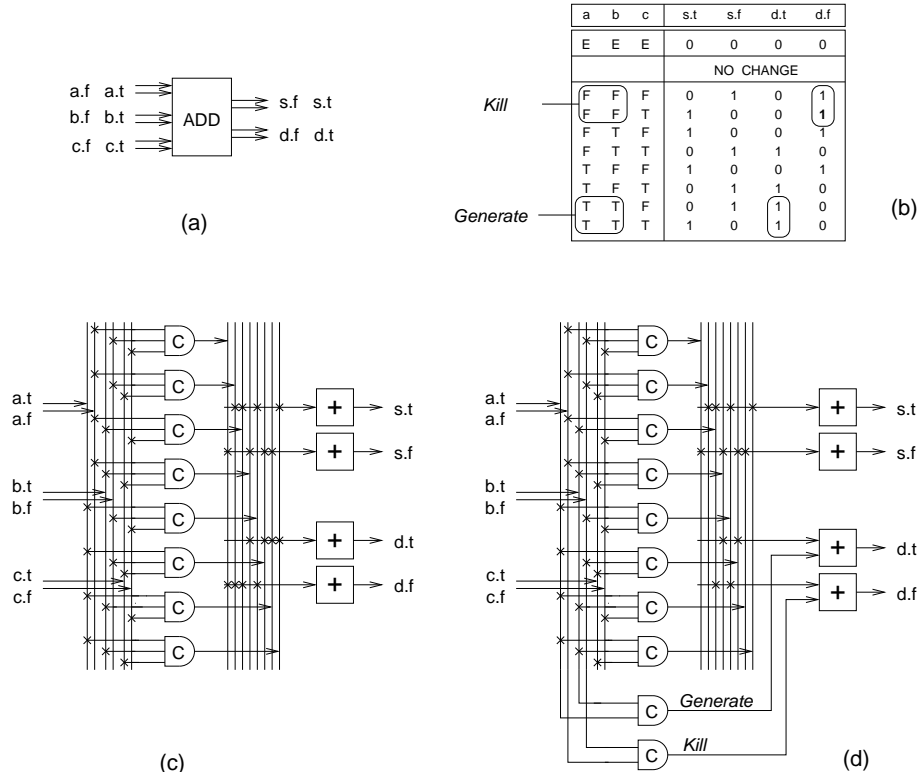 a.f a.t
b.f b.t
c.f c.t
ADD
s.f s.t
d.f d.t
(a)
a b c s.t s.f d.t d.f
E E E 0 0 0 0
NO CHANGE
F F F 0 1 0 1
F F T 1 0 0 1
F T F 1 0 0 1
F T T 0 1 1 0
T F F 1 0 0 1
T F T 0 1 1 0
T T F 0 1 1 0
T T T 1 0 1 0
Kill
Generate
(b)
a.t
a.f
b.t
b.f
c.t
c.f
C
C
C
C
C
C
C
C
+
+
+
+
s.t
s.f
d.t
d.f
(c)
a.t
a.f
b.t
b.f
c.t
c.f
C
C
C
C
C
C
C
C
C
C
Generate
Kill
+
+
+
+
s.t
s.f
d.t
d.f
(d)